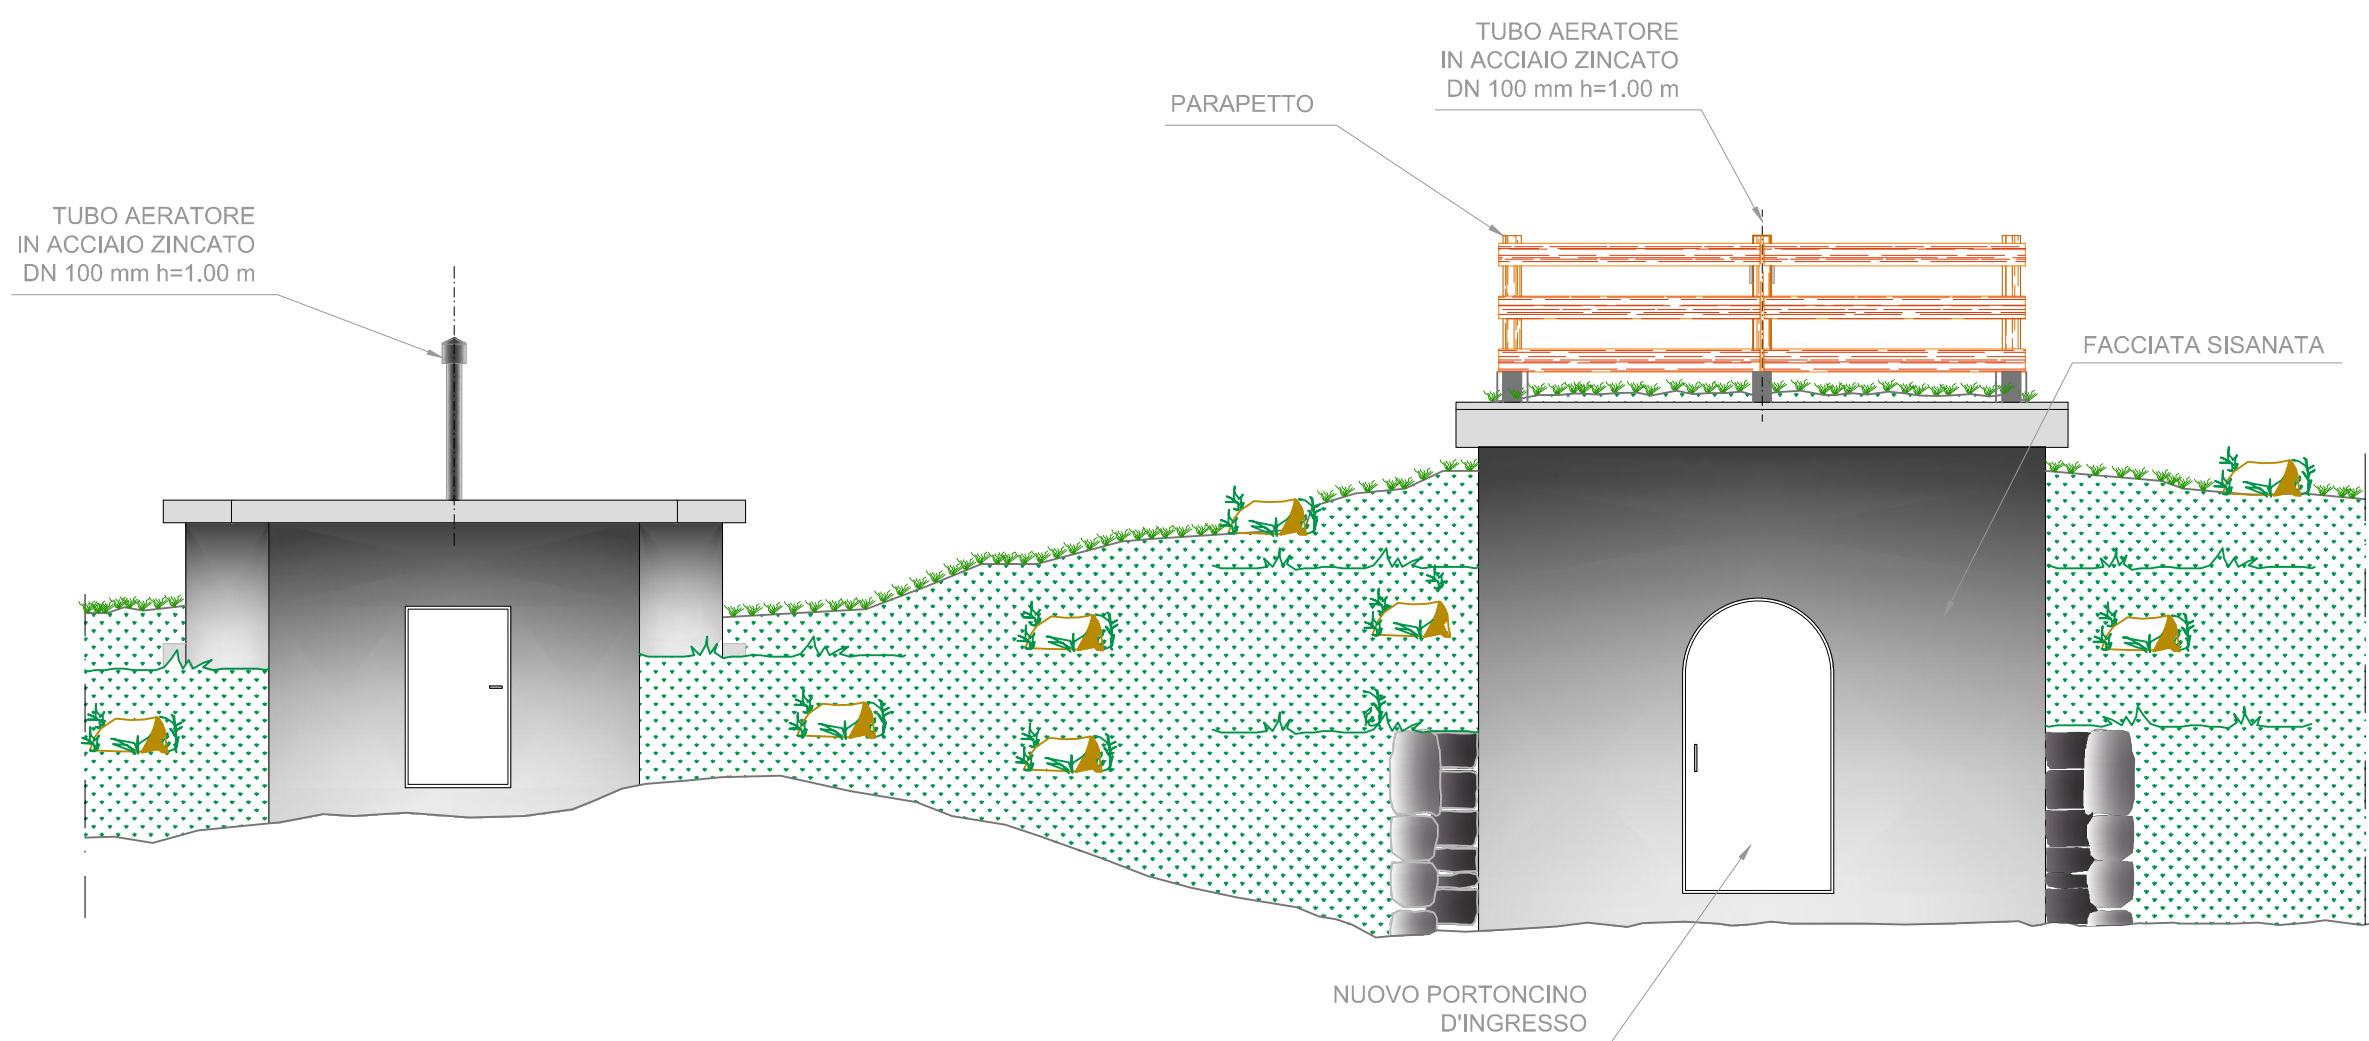 TUBO AERATORE
IN ACCIAIO ZINCATO
DN 100 mm h=1.00 m
PARAPETTO
TUBO AERATORE
IN ACCIAIO ZINCATO
DN 100 mm h=1.00 m
FACCIATA SISANATA
NUOVO PORTONCINO
D'INGRESSO